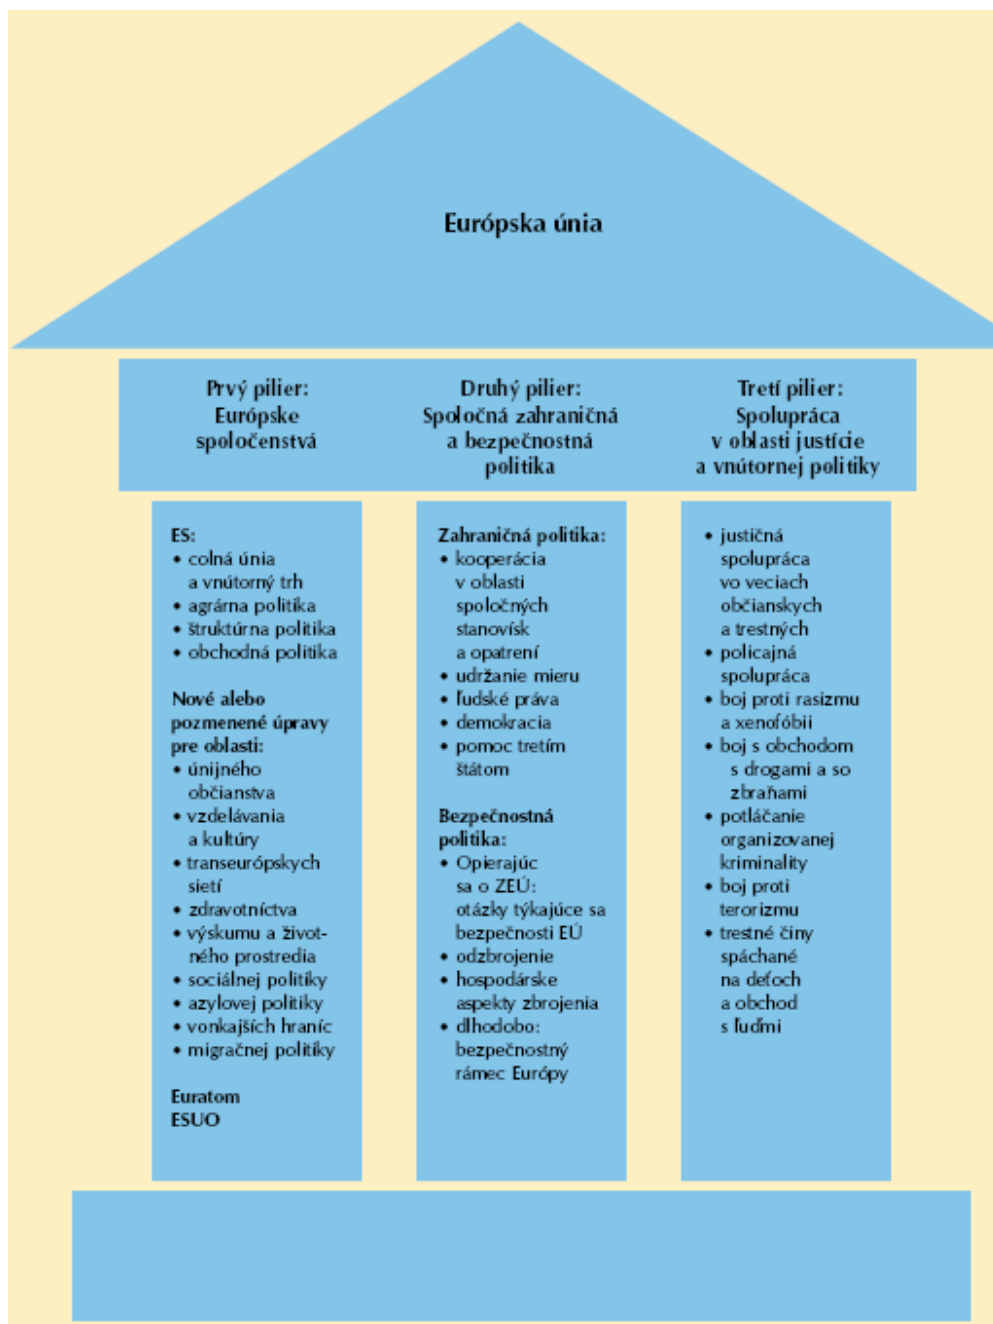 Európska únia
Prvý pilier:
Európske
spoločenstvá
Druhý pilier:
Spoločná zahraničná
a bezpečnostná
politika
Tretí pilier:
Spolupráca
v oblasti justície
a vnútornej politiky
ES:
• colná únia
a vnútorný trh
• agrárna politika
• štruktúrna politika
• obchodná politika
Nové alebo
pozmenené úpravy
pre oblasti:
• únijného
občianstva
• vzdelávania
a kultúry
• transeurópskych
sietí
• zdravotníctva
• výskumu a život-
ného prostredia
• sociálnej politiky
• azylovej politiky
• vonkajších hraníc
• migračnej politiky
Euratom
ESUO
Zahraničná politika:
• kooperácia
v oblasti
spoločných
stanovísk
a opatrení
• udržanie mieru
• ľudské práva
• demokracia
• pomoc tretím
štátom
Bezpečnostná
politika:
• Opierajúc
sa o ZEÚ:
otázky týkajúce sa
bezpečnosti EÚ
• odzbrojenie
• hospodárske
aspekty zbrojenia
• dlhodobo:
bezpečnostný
rámec Európy
• justičná
spolupráca
vo veciach
občianskych
a trestných
• policajná
spolupráca
• boj proti rasizmu
a xenofóbii
• boj s obchodom
s drogami a so
zbraňami
• potláčanie
organizovanej
kriminality
• boj proti
terorizmu
• trestné činy
spáchané
na deťoch
a obchod
s ľuďmi